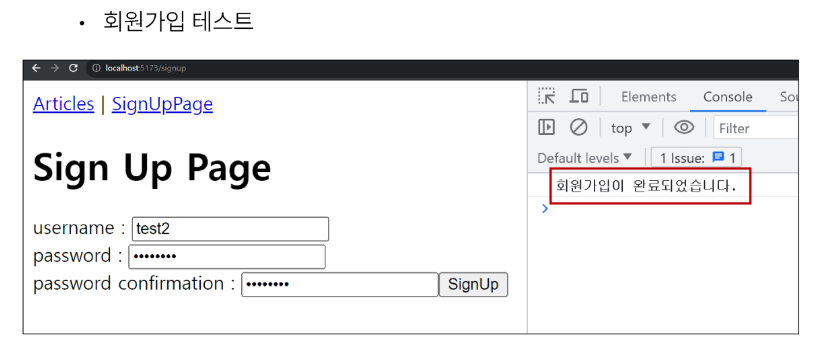 • 회원가입 테스트
localhost:5173/signup
Articles | SignUpPage
Sign Up Page
username : test2
password : ••••••••
password confirmation : •••••••• SignUp
Elements Console Sou
top ▼ Filter
Default levels ▼ 1 Issue: 1
회원가입이 완료되었습니다.
>